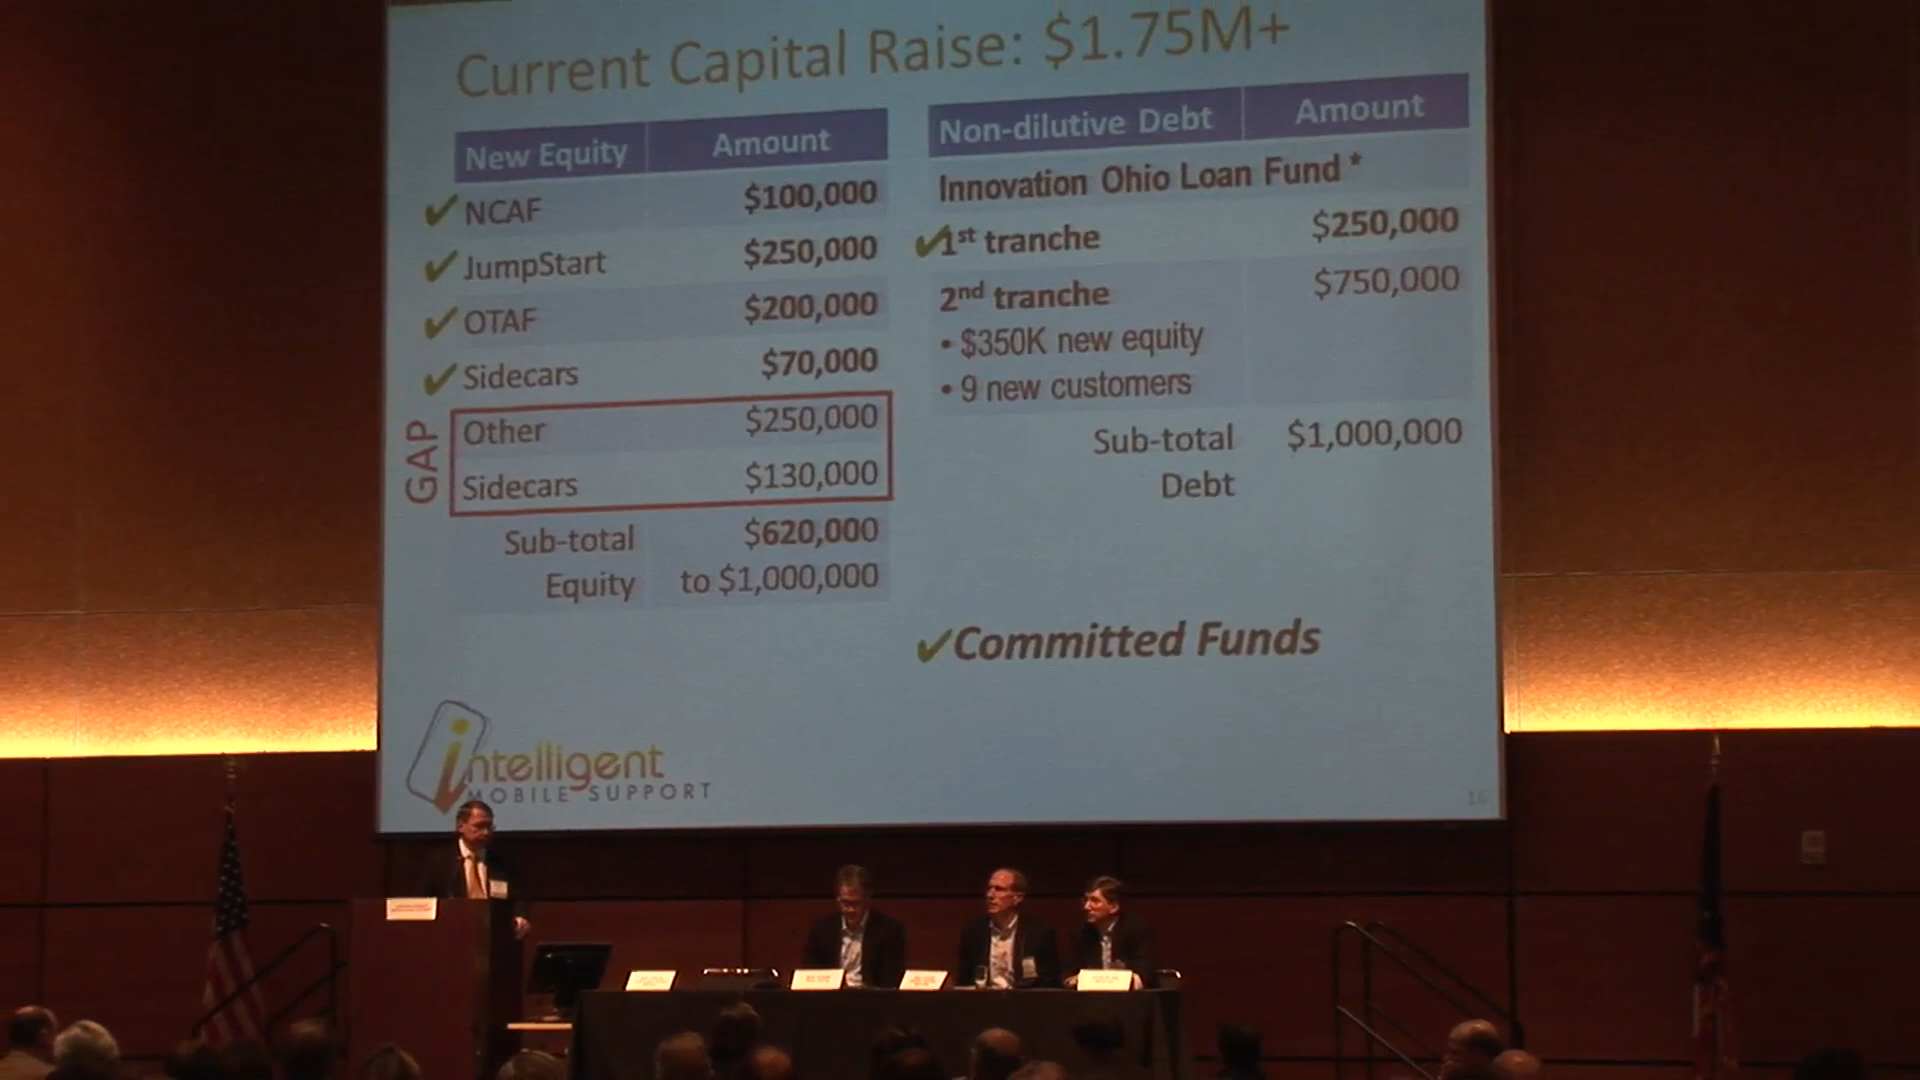 Current Capital Raise: $1.75M+
New Equity Amount
NCAF $100,000
JumpStart $250,000
OTAF $200,000
Sidecars $70,000
GAP
Other $250,000
Sidecars $130,000
Sub-total $620,000
Equity to $1,000,000
Non-dilutive Debt Amount
Innovation Ohio Loan Fund *
1st tranche $250,000
2nd tranche $750,000
• $350K new equity
• 9 new customers
Sub-total $1,000,000
Debt
Committed Funds
intelligent
MOBILE SUPPORT
16